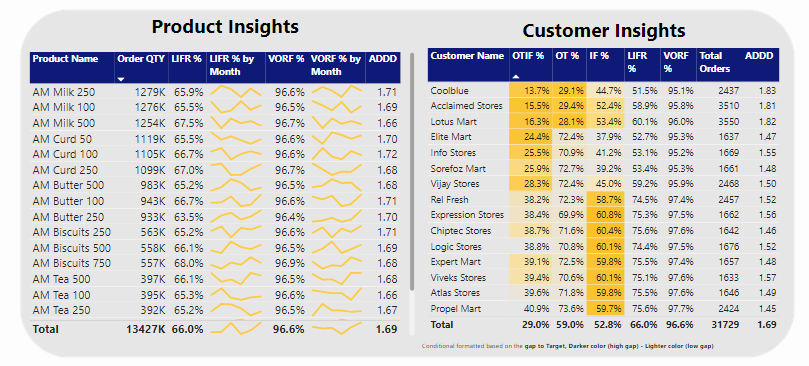 Product Insights
Product Name Order QTY LIFR % LIFR % by Month VORF % VORF % by Month ADDD
AM Milk 250 1279K 65.9% 96.6% 1.71
AM Milk 100 1276K 65.5% 96.5% 1.69
AM Milk 500 1254K 67.5% 96.7% 1.66
AM Curd 50 1119K 65.5% 96.6% 1.70
AM Curd 100 1105K 66.7% 96.6% 1.72
AM Curd 250 1099K 67.0% 96.7% 1.68
AM Butter 500 983K 65.2% 96.5% 1.68
AM Butter 100 943K 66.7% 96.6% 1.71
AM Butter 250 933K 63.5% 96.4% 1.70
AM Biscuits 250 563K 65.2% 96.6% 1.71
AM Biscuits 500 558K 66.1% 96.5% 1.69
AM Biscuits 750 557K 68.0% 96.9% 1.68
AM Tea 500 397K 66.1% 96.5% 1.68
AM Tea 100 395K 65.3% 96.6% 1.66
AM Tea 250 392K 65.2% 96.5% 1.67
Total 13427K 66.0% 96.6% 1.69
Customer Insights
Customer Name OTIF % OT % IF % LIFR % VORF % Total Orders ADDD
Coolblue 13.7% 29.1% 44.7% 51.5% 95.1% 2437 1.83
Acclaimed Stores 15.5% 29.4% 52.4% 58.9% 95.8% 3510 1.81
Lotus Mart 16.3% 28.1% 53.4% 60.1% 96.0% 3550 1.82
Elite Mart 24.4% 72.4% 37.9% 52.7% 95.3% 1637 1.47
Info Stores 25.5% 70.9% 41.2% 53.1% 95.2% 1669 1.55
Sorefoz Mart 25.9% 72.7% 39.2% 53.4% 95.3% 1661 1.48
Vijay Stores 28.3% 72.4% 45.0% 59.2% 95.9% 2468 1.50
Rel Fresh 38.2% 72.3% 58.7% 74.5% 97.4% 2457 1.52
Expression Stores 38.4% 69.9% 60.8% 75.3% 97.5% 1662 1.56
Chiptec Stores 38.7% 71.6% 60.4% 75.6% 97.6% 1642 1.46
Logic Stores 38.8% 70.8% 60.1% 74.4% 97.5% 1676 1.52
Expert Mart 39.1% 72.5% 59.8% 75.5% 97.4% 1657 1.48
Viveks Stores 39.4% 70.6% 60.1% 75.1% 97.6% 1633 1.57
Atlas Stores 39.6% 71.8% 59.8% 75.5% 97.6% 1646 1.49
Propel Mart 40.9% 73.6% 59.7% 75.6% 97.7% 2424 1.45
Total 29.0% 59.0% 52.8% 66.0% 96.6% 31729 1.69
Conditional formatted based on the gap to Target, Darker color (high gap) - Lighter color (low gap)